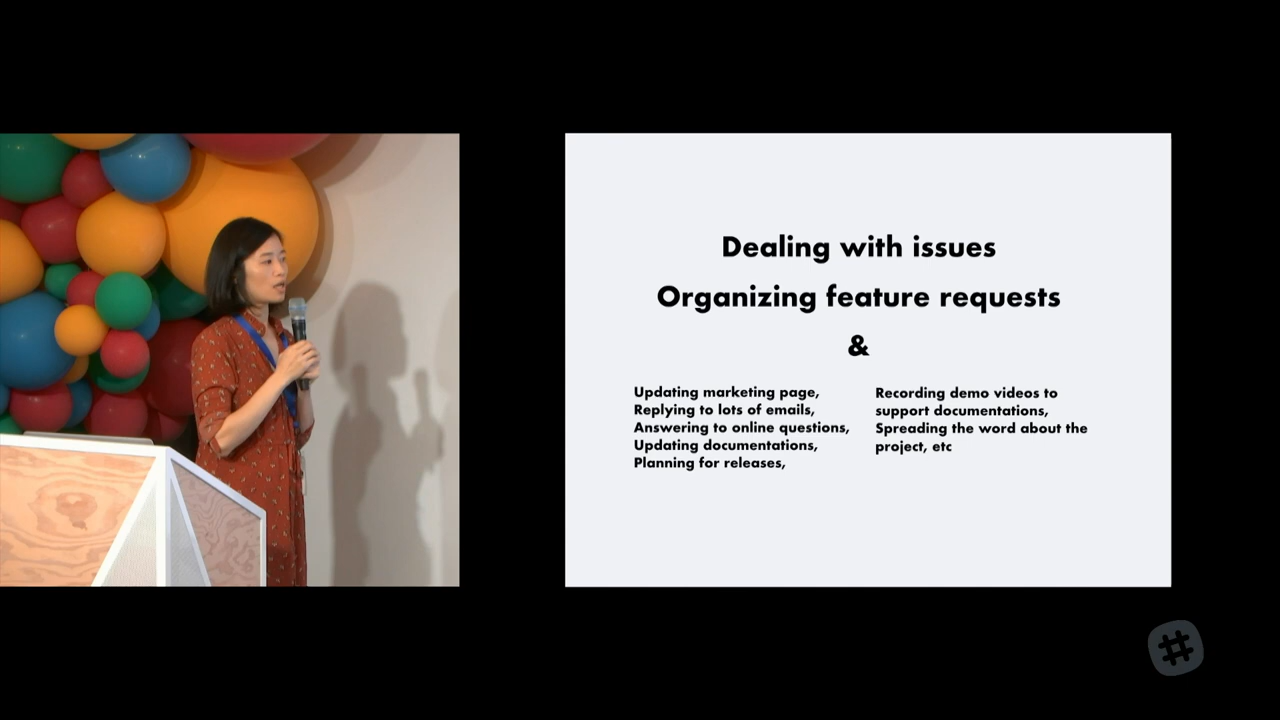 Dealing with issues
Organizing feature requests
&
Updating marketing page,
Replying to lots of emails,
Answering to online questions,
Updating documentations,
Planning for releases,
Recording demo videos to
support documentations,
Spreading the word about the
project, etc